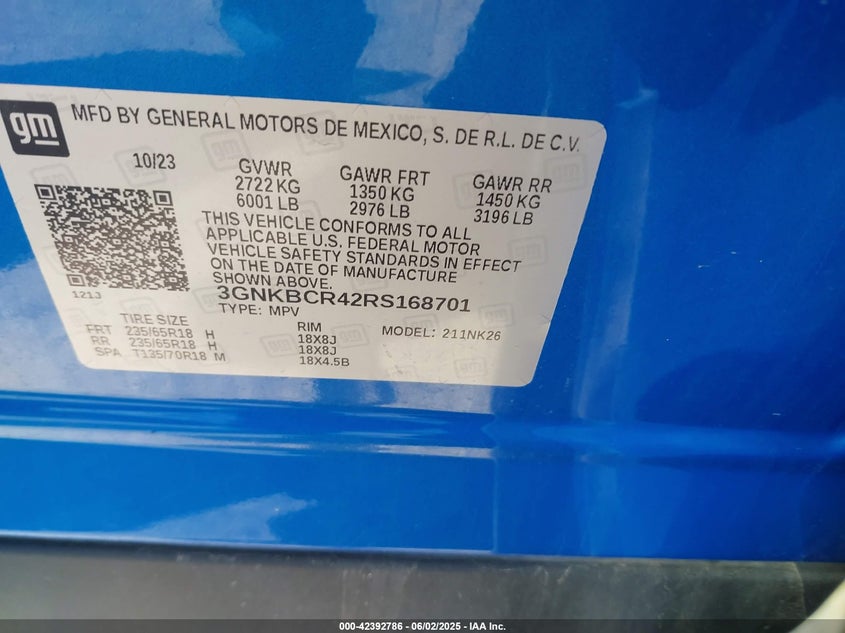 gm
MFD BY GENERAL MOTORS DE MEXICO, S. DE R.L. DE C.V.
10/23 GVWR GAWR FRT GAWR RR
2722 KG 1350 KG 1450 KG
6001 LB 2976 LB 3196 LB
THIS VEHICLE CONFORMS TO ALL
APPLICABLE U.S. FEDERAL MOTOR
VEHICLE SAFETY STANDARDS IN EFFECT
ON THE DATE OF MANUFACTURE
SHOWN ABOVE.
121J
3GNKBCR42RS168701
TYPE: MPV
TIRE SIZE RIM MODEL: 211NK26
FRT 235/65R18 H 18X8J
RR 235/65R18 H 18X8J
SPA T135/70R18 M 18X4.5B
000-42392786 - 06/02/2025 - IAA Inc.